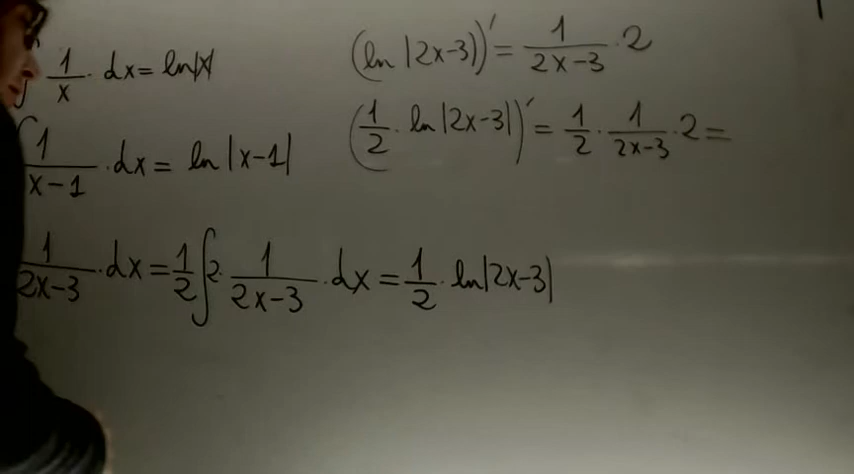 ∫ 1/x · dx = ln|x|
∫ 1/(x-1) · dx = ln|x-1|
1/(2x-3) · dx = 1/2 ∫ 2 · 1/(2x-3) · dx = 1/2 · ln|2x-3|
(ln|2x-3|)' = 1/(2x-3) · 2
(1/2 · ln|2x-3|)' = 1/2 · 1/(2x-3) · 2 =